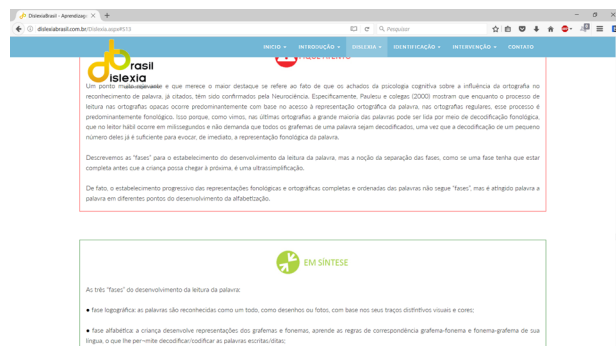 DislexiaBrasil - Aprendizagem
dislexiabrasil.com.br/Dislexia.aspx#S13
Pesquisar
INICIO
INTRODUÇÃO
DISLEXIA
IDENTIFICAÇÃO
INTERVENÇÃO
CONTATO
Brasil
Dislexia
Um ponto muito relevante e que merece o maior destaque se refere ao fato de que os achados da psicologia cognitiva sobre a influência da ortografia no
reconhecimento de palavra, já citados, têm sido confirmados pela Neurociência. Especificamente, Paulesu e colegas (2000) mostram que enquanto o processo de
leitura nas ortografias opacas ocorre predominantemente com base no acesso à representação ortográfica da palavra, nas ortografias regulares, esse processo é
predominantemente fonológico. Isso porque, como vimos, nas últimas ortografias a grande maioria das palavras pode ser lida por meio de decodificação fonológica,
que no leitor hábil ocorre em milissegundos e não demanda que todos os grafemas de uma palavra sejam decodificados, uma vez que a decodificação de um pequeno
número deles já é suficiente para evocar, de imediato, a representação fonológica da palavra.
Descrevemos as "fases" para o estabelecimento do desenvolvimento da leitura da palavra, mas a noção da separação das fases, como se uma fase tenha que estar
completa antes que a criança possa chegar à próxima, é uma ultrassimplificação.
De fato, o estabelecimento progressivo das representações fonológicas e ortográficas completas e ordenadas das palavras não segue "fases", mas é atingido palavra a
palavra em diferentes pontos do desenvolvimento da alfabetização.
EM SÍNTESE
As três "fases" do desenvolvimento da leitura da palavra:
● fase logográfica: as palavras são reconhecidas como um todo, como desenhos ou fotos, com base nos seus traços distintivos visuais e cores;
● fase alfabética: a criança desenvolve representações dos grafemas e fonemas, aprende as regras de correspondência grafema-fonema e fonema-grafema de sua
língua, o que lhe per¬mite decodificar/codificar as palavras escritas/ditas;